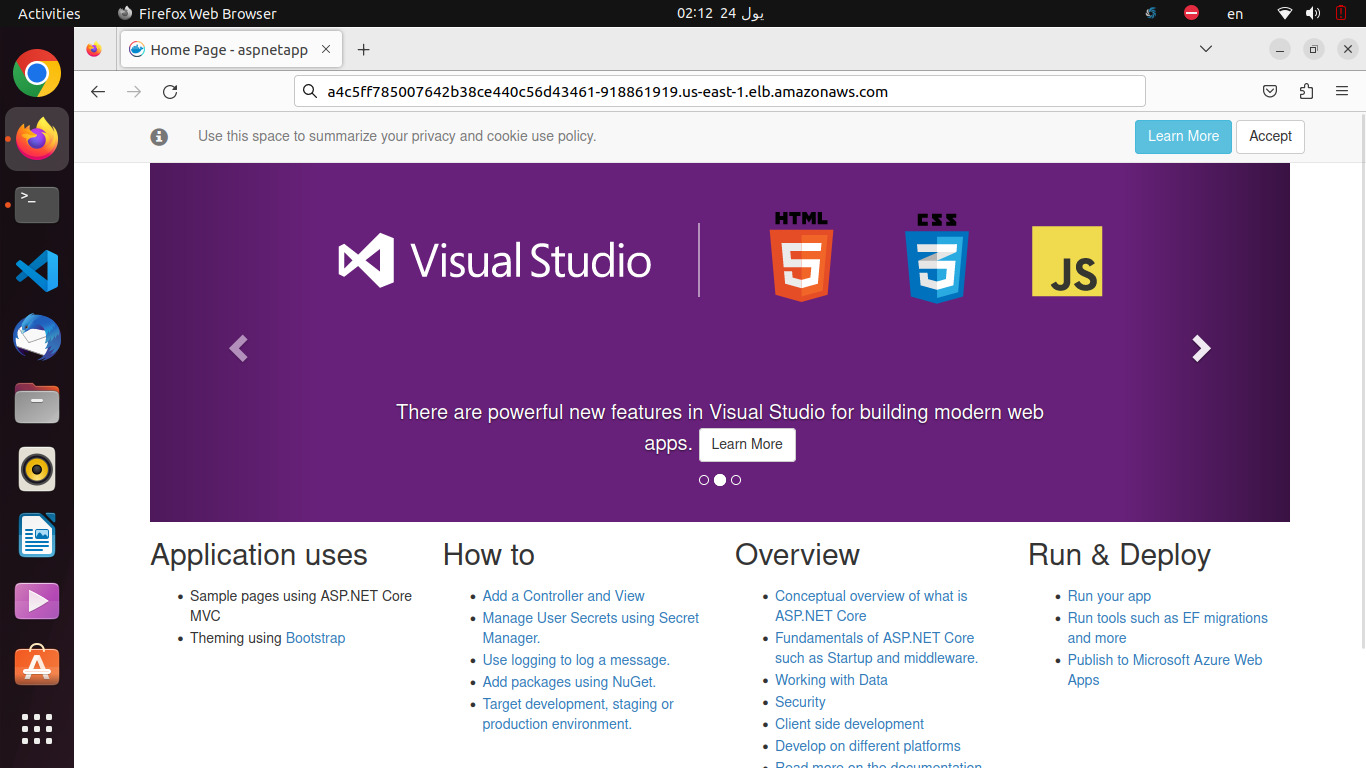 Activities
Firefox Web Browser
02:12 24 يول
en
Home Page - aspnetapp
a4c5ff785007642b38ce440c56d43461-918861919.us-east-1.elb.amazonaws.com
Use this space to summarize your privacy and cookie use policy.
Learn More
Accept
Visual Studio
HTML
5
CSS
3
JS
There are powerful new features in Visual Studio for building modern web
apps. Learn More
Application uses
Sample pages using ASP.NET Core
MVC
Theming using Bootstrap
How to
Add a Controller and View
Manage User Secrets using Secret
Manager.
Use logging to log a message.
Add packages using NuGet.
Target development, staging or
production environment.
Overview
Conceptual overview of what is
ASP.NET Core
Fundamentals of ASP.NET Core
such as Startup and middleware.
Working with Data
Security
Client side development
Develop on different platforms
Read more on the documentation
Run & Deploy
Run your app
Run tools such as EF migrations
and more
Publish to Microsoft Azure Web
Apps